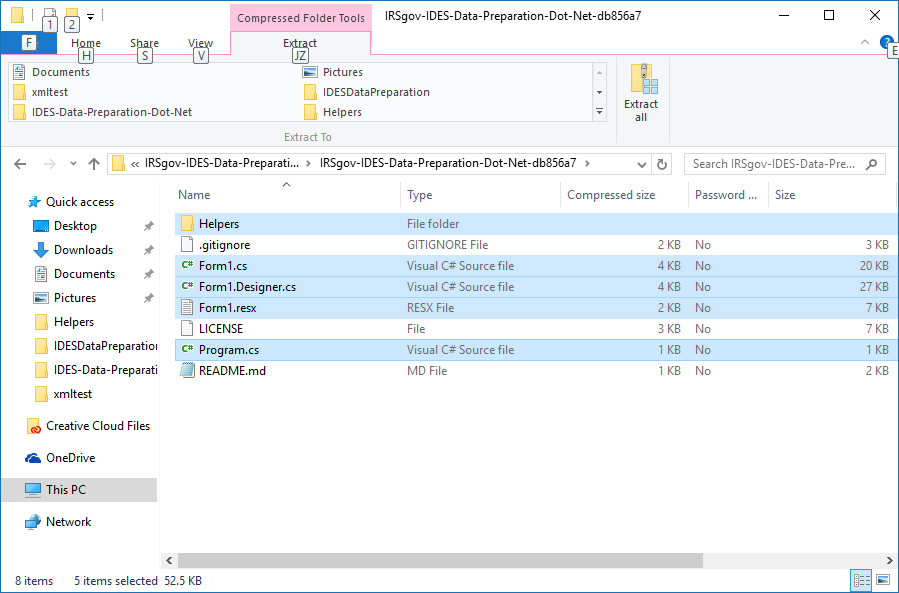 1 2 Compressed Folder Tools IRSgov-IDES-Data-Preparation-Dot-Net-db856a7
F Home Share View Extract
H S V JZ E
Documents Pictures
xmltest IDESDataPreparation
IDES-Data-Preparation-Dot-Net Helpers
Extract all
Extract To
« IRSgov-IDES-Data-Preparati... > IRSgov-IDES-Data-Preparation-Dot-Net-db856a7 > Search IRSgov-IDES-Data-Pre...
Quick access
Desktop
Downloads
Documents
Pictures
Helpers
IDESDataPreparation
IDES-Data-Preparati
xmltest
Creative Cloud Files
OneDrive
This PC
Network
Name Type Compressed size Password ... Size
Helpers File folder
.gitignore GITIGNORE File 2 KB No 3 KB
C# Form1.cs Visual C# Source file 4 KB No 20 KB
C# Form1.Designer.cs Visual C# Source file 4 KB No 27 KB
Form1.resx RESX File 2 KB No 7 KB
LICENSE File 3 KB No 7 KB
C# Program.cs Visual C# Source file 1 KB No 1 KB
README.md MD File 1 KB No 2 KB
8 items 5 items selected 52.5 KB